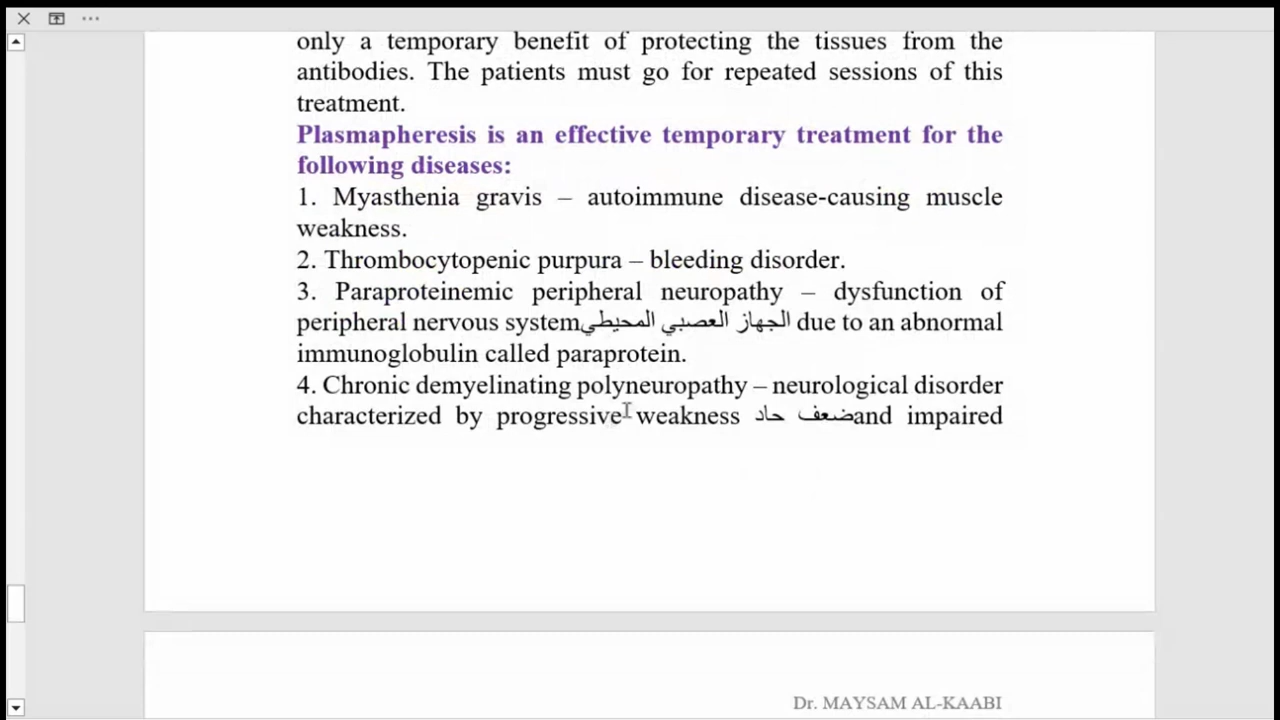 only a temporary benefit of protecting the tissues from the
antibodies. The patients must go for repeated sessions of this
treatment.
Plasmapheresis is an effective temporary treatment for the
following diseases:
1. Myasthenia gravis – autoimmune disease-causing muscle
weakness.
2. Thrombocytopenic purpura – bleeding disorder.
3. Paraproteinemic peripheral neuropathy – dysfunction of
peripheral nervous system الجهاز العصبي المحيطي due to an abnormal
immunoglobulin called paraprotein.
4. Chronic demyelinating polyneuropathy – neurological disorder
characterized by progressive weakness ضعف حاد and impaired
Dr. MAYSAM AL-KAABI